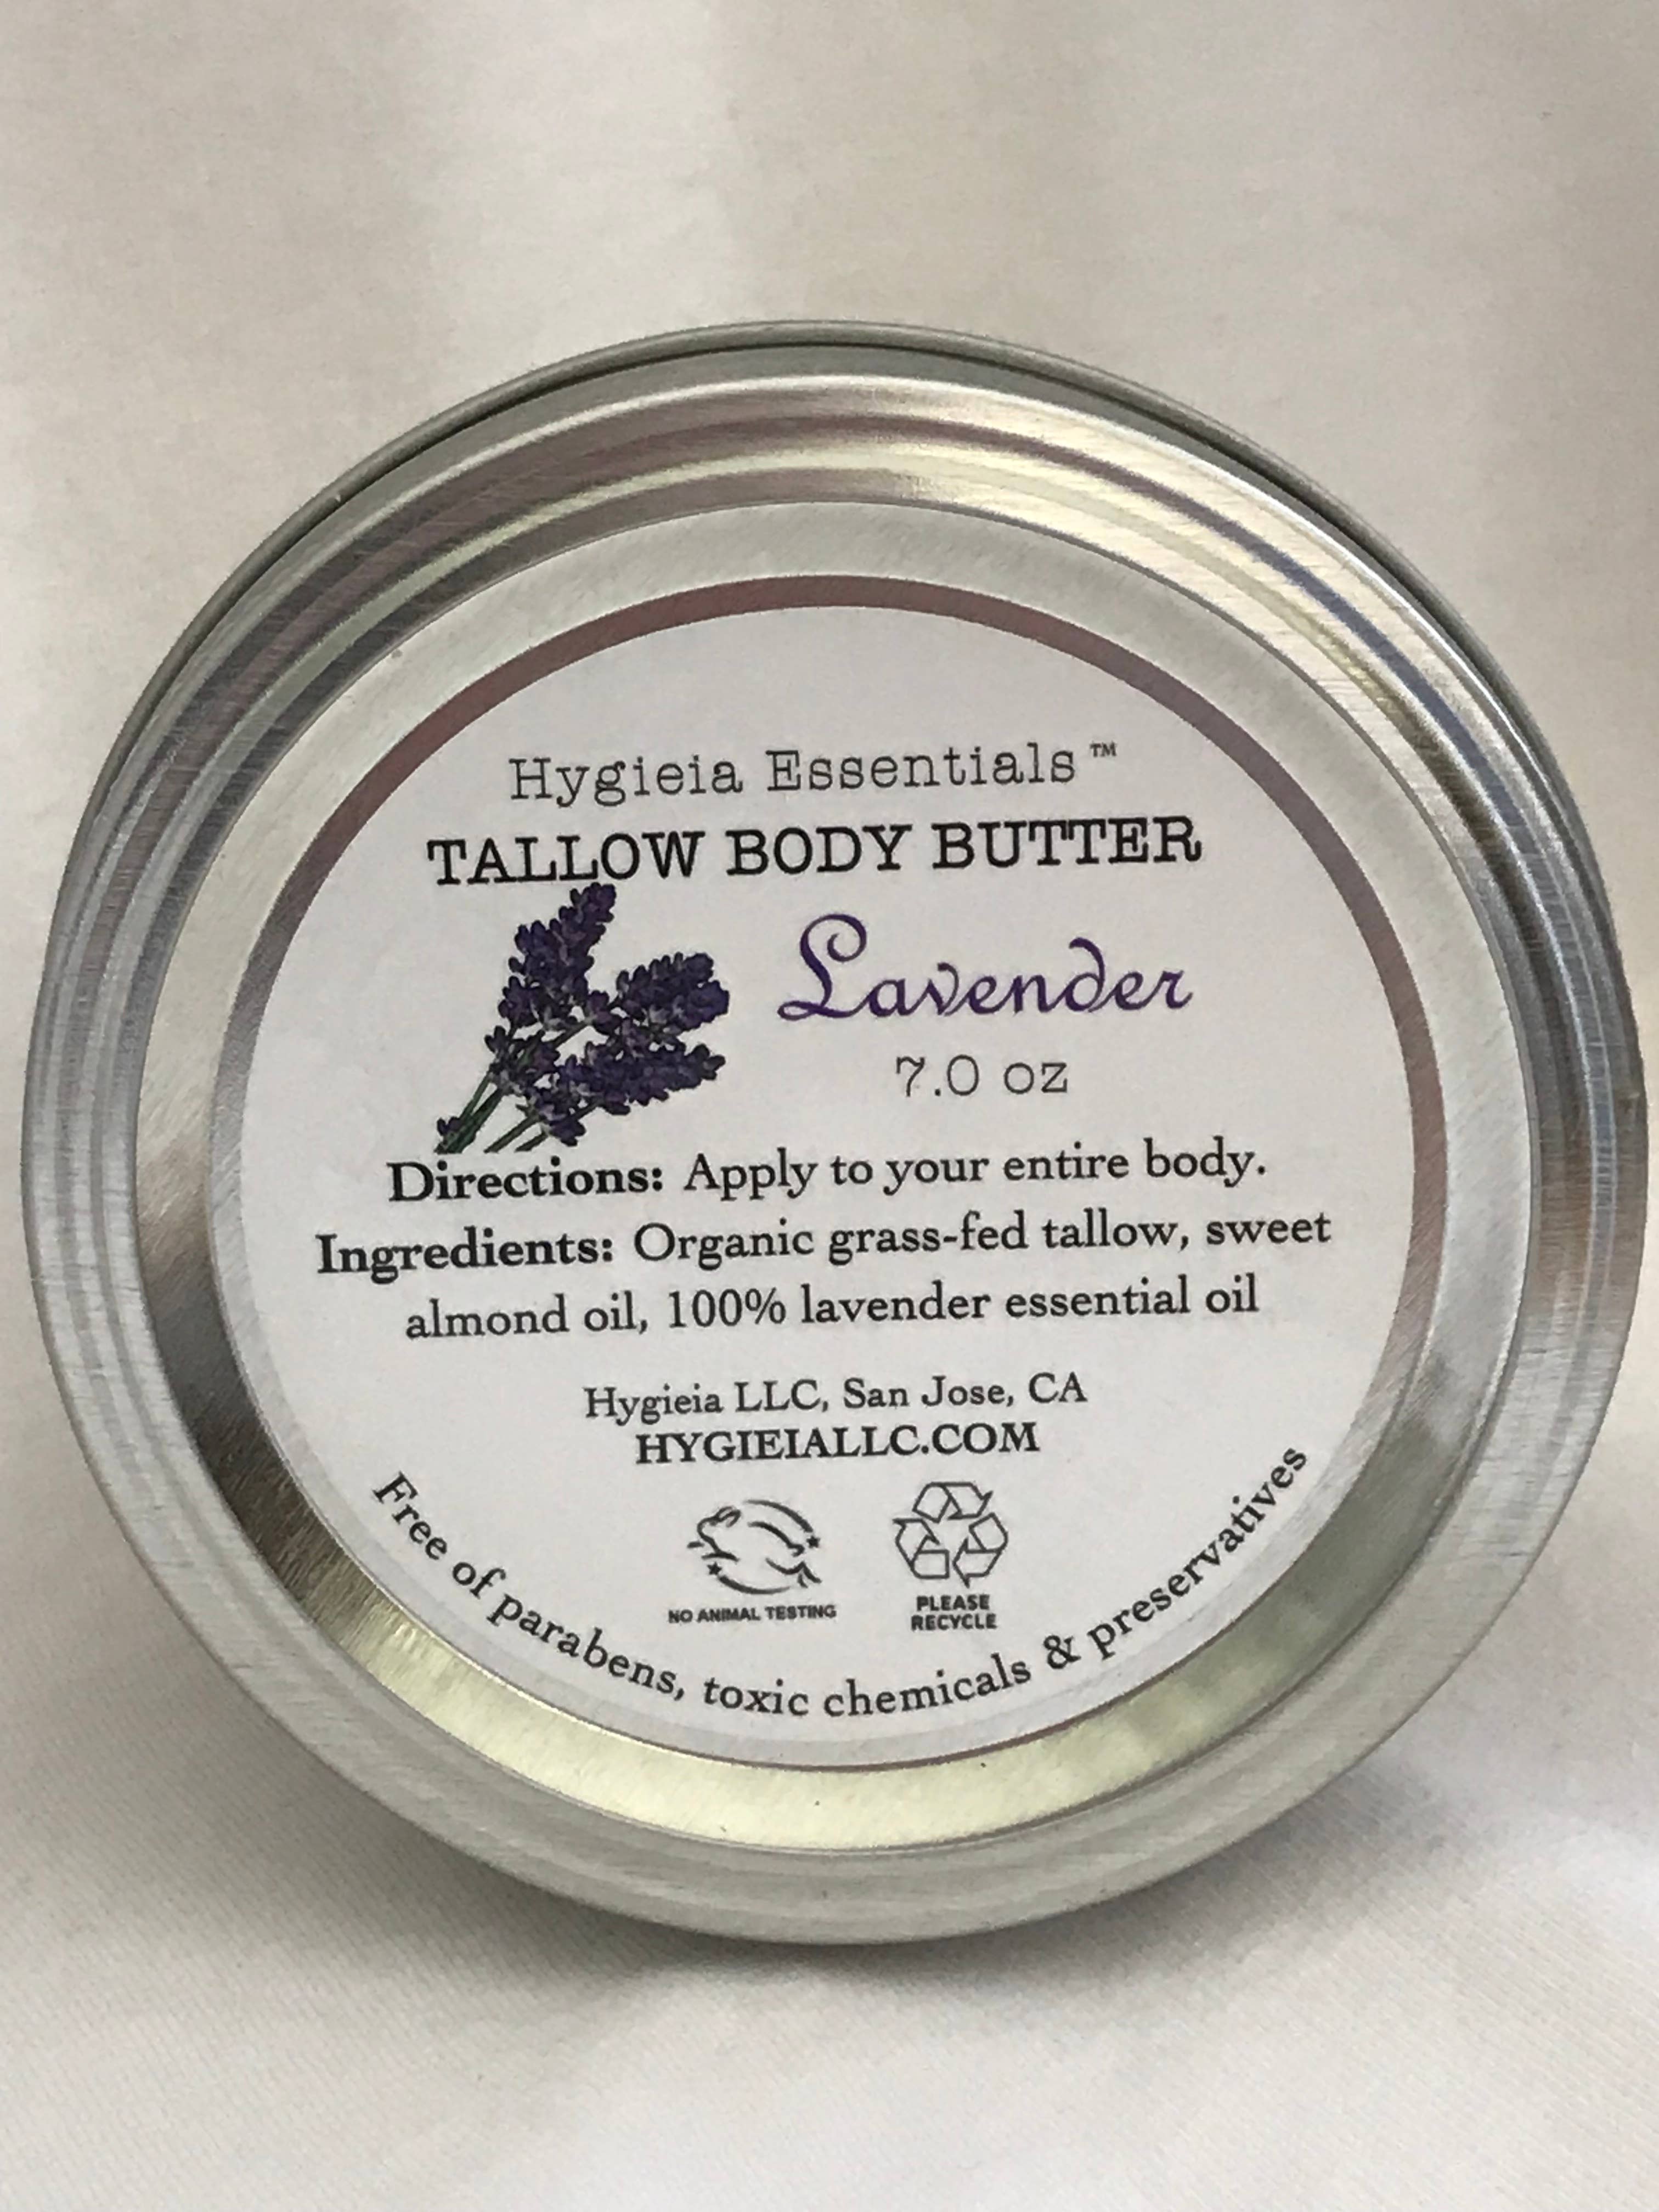 Hygieia Essentials™
TALLOW BODY BUTTER
Lavender
7.0 oz
Directions: Apply to your entire body.
Ingredients: Organic grass-fed tallow, sweet
almond oil, 100% lavender essential oil
Hygieia LLC, San Jose, CA
HYGIEIALLC.COM
NO ANIMAL TESTING
PLEASE
RECYCLE
Free of parabens, toxic chemicals & preservatives